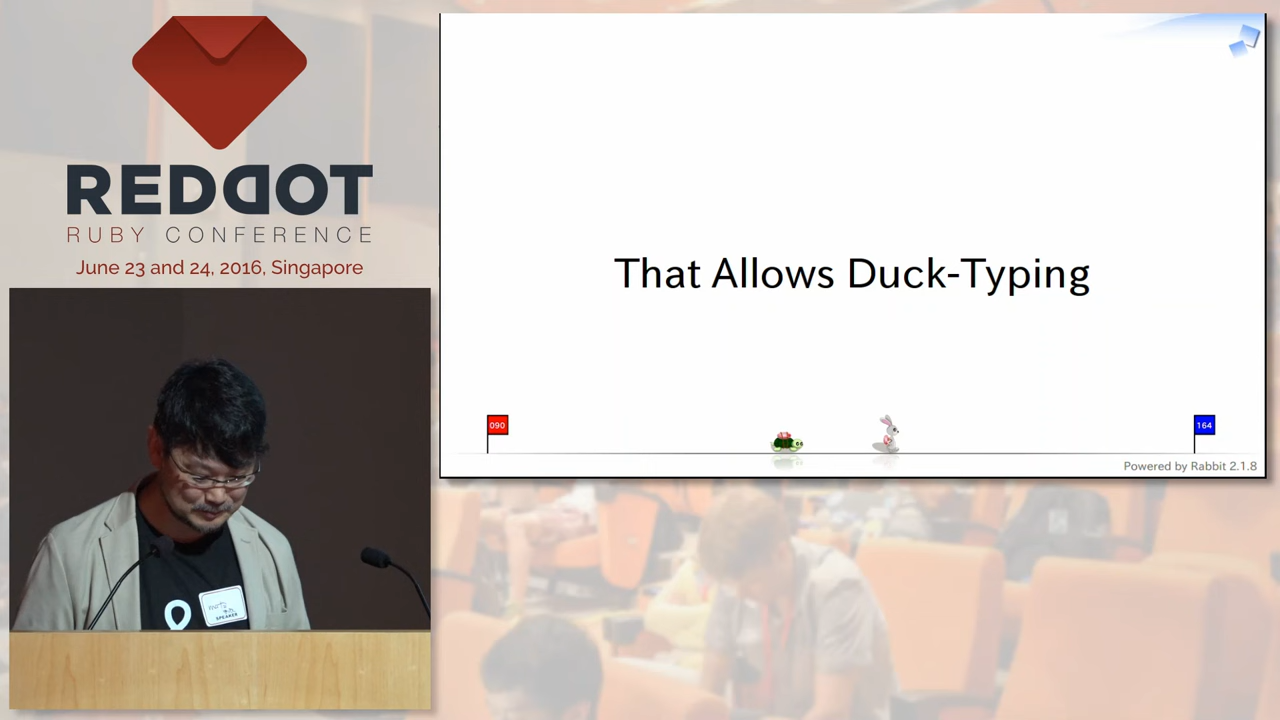 REDDOT
RUBY CONFERENCE
June 23 and 24, 2016, Singapore
That Allows Duck-Typing
090
164
Powered by Rabbit 2.1.8
SPEAKER